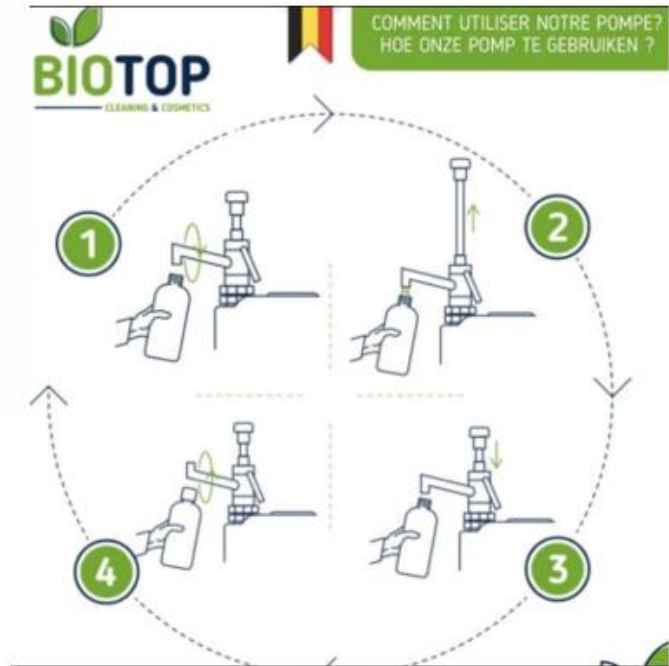 BIOTOP
CLEANING & COSMETICS
COMMENT UTILISER NOTRE POMPE?
HOE ONZE POMP TE GEBRUIKEN ?
1
2
4
3